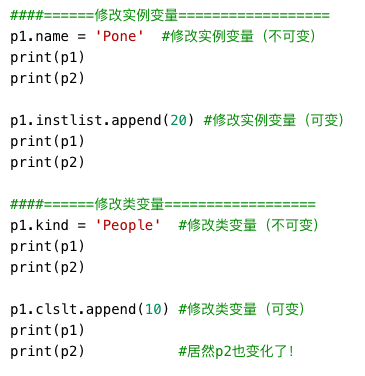 ####======修改实例变量==================
p1.name = 'Pone'  #修改实例变量（不可变）
print(p1)
print(p2)

p1.instlist.append(20) #修改实例变量（可变）
print(p1)
print(p2)

####======修改类变量==================
p1.kind = 'People'  #修改类变量（不可变）
print(p1)
print(p2)

p1.clslt.append(10) #修改类变量（可变）
print(p1)
print(p2)           #居然p2也变化了！